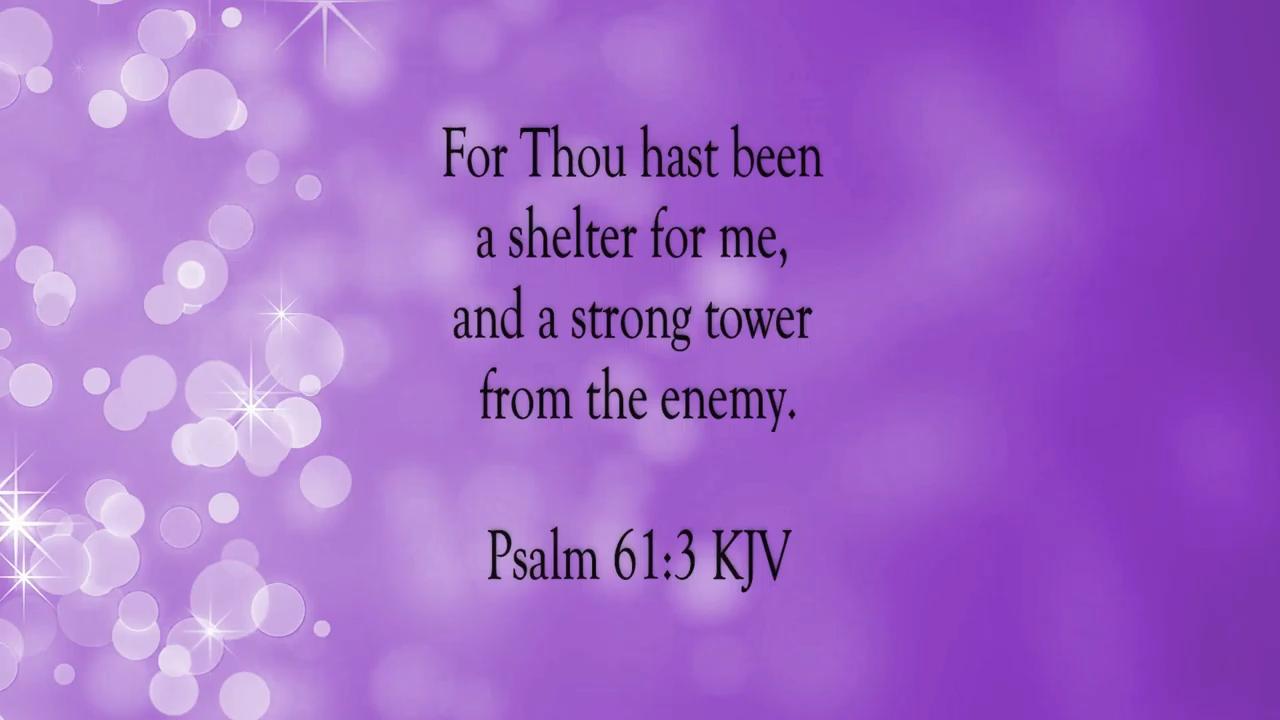 For Thou hast been
a shelter for me,
and a strong tower
from the enemy.
Psalm 61:3 KJV